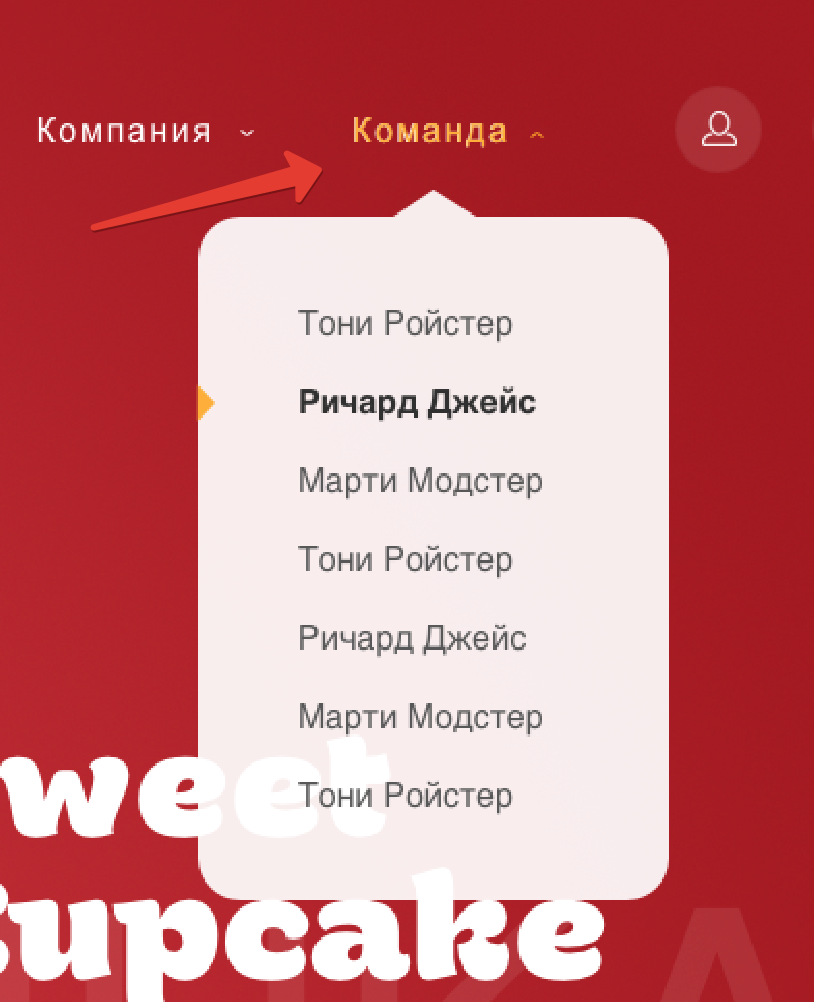 Компания
Команда
Тони Ройстер
Ричард Джейс
Марти Модстер
Тони Ройстер
Ричард Джейс
Марти Модстер
Тони Ройстер
weet
upcake